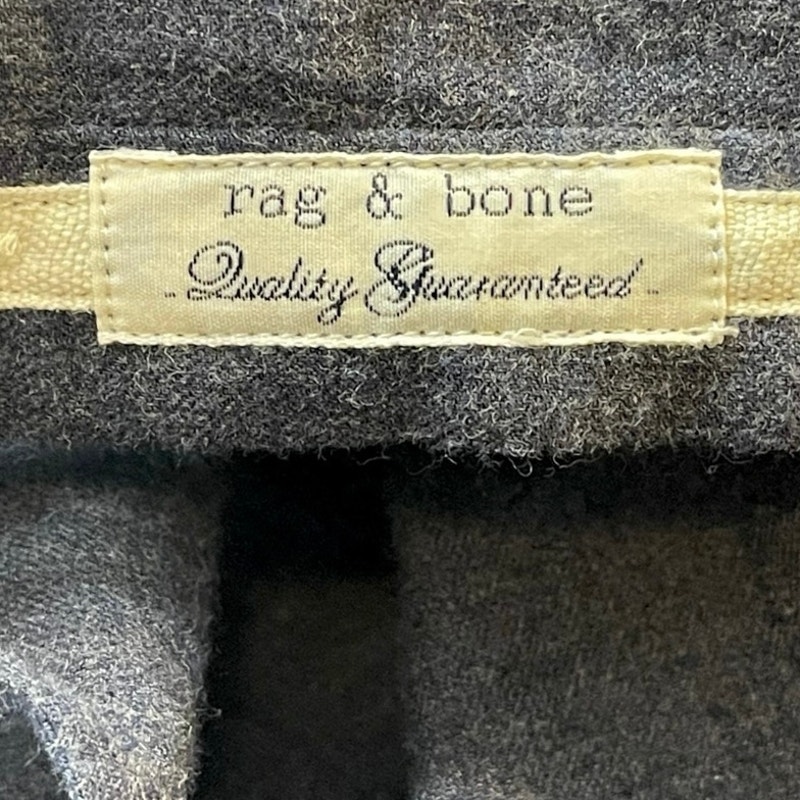 rag & bone
- Quality Guaranteed -